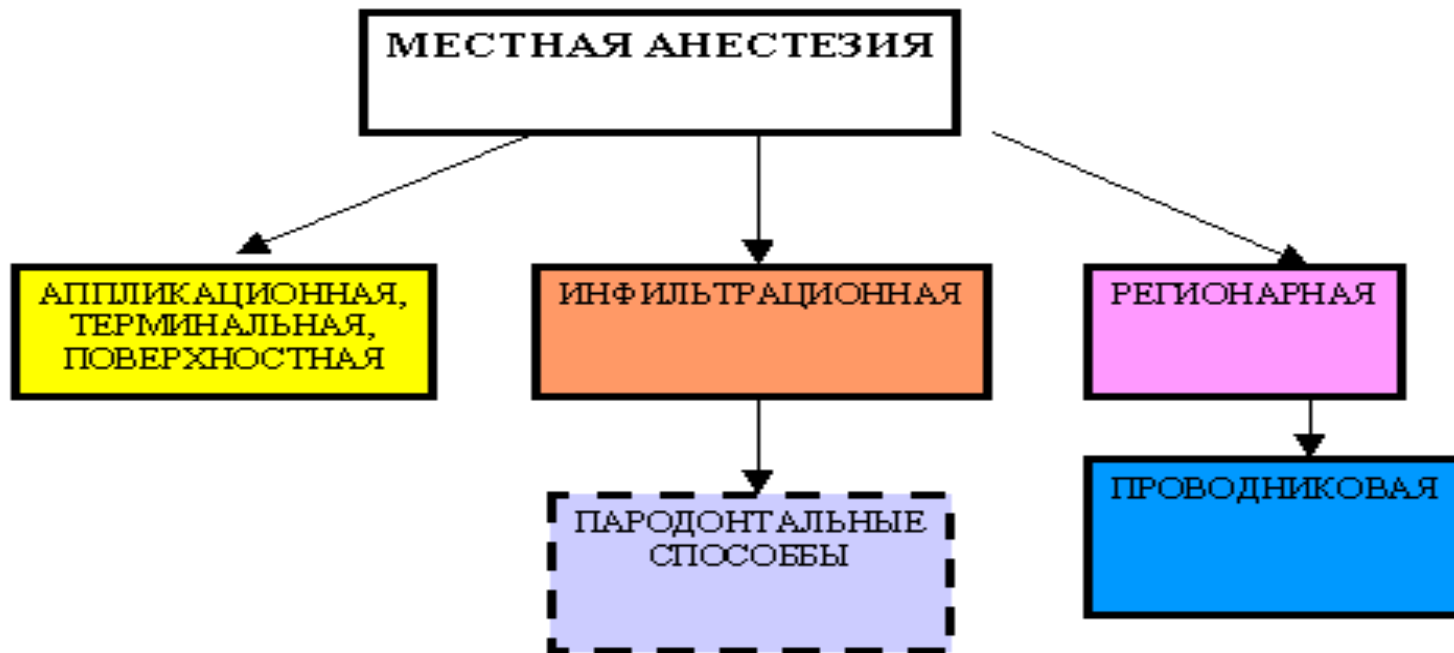 МЕСТНАЯ АНЕСТЕЗИЯ
АППЛИКАЦИОННАЯ,
ТЕРМИНАЛЬНАЯ,
ПОВЕРХНОСТНАЯ
ИНФИЛЬТРАЦИОННАЯ
РЕГИОНАРНАЯ
ПАРОДОНТАЛЬНЫЕ
СПОСОББЫ
ПРОВОДНИКОВАЯ